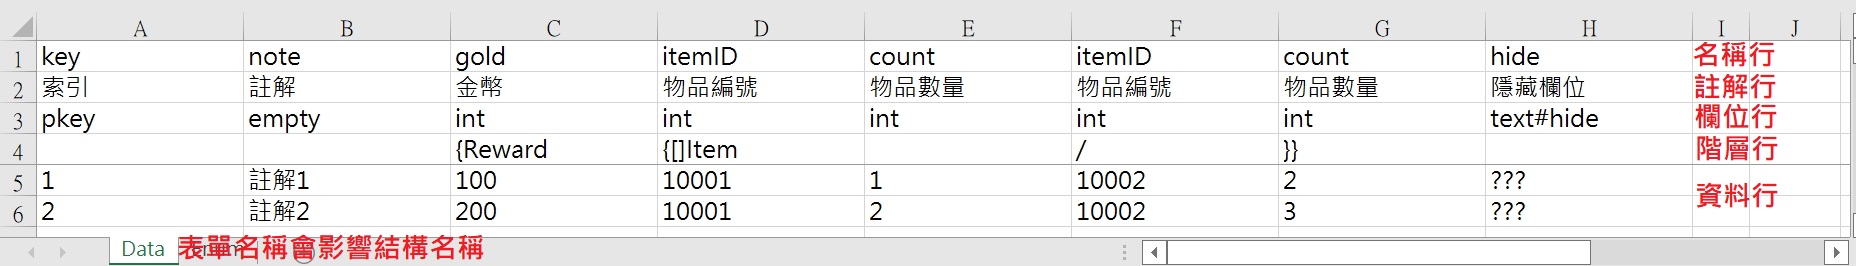 A B C D E F G H I J
1 key note gold itemID count itemID count hide 名稱行
2 索引 註解 金幣 物品編號 物品數量 物品編號 物品數量 隱藏欄位 註解行
3 pkey empty int int int int int text#hide 欄位行
4 {Reward {[]Item / }} 階層行
5 1 註解1 100 10001 1 10002 2 ???
資料行
6 2 註解2 200 10001 2 10002 3 ???
Data 表單名稱會影響結構名稱